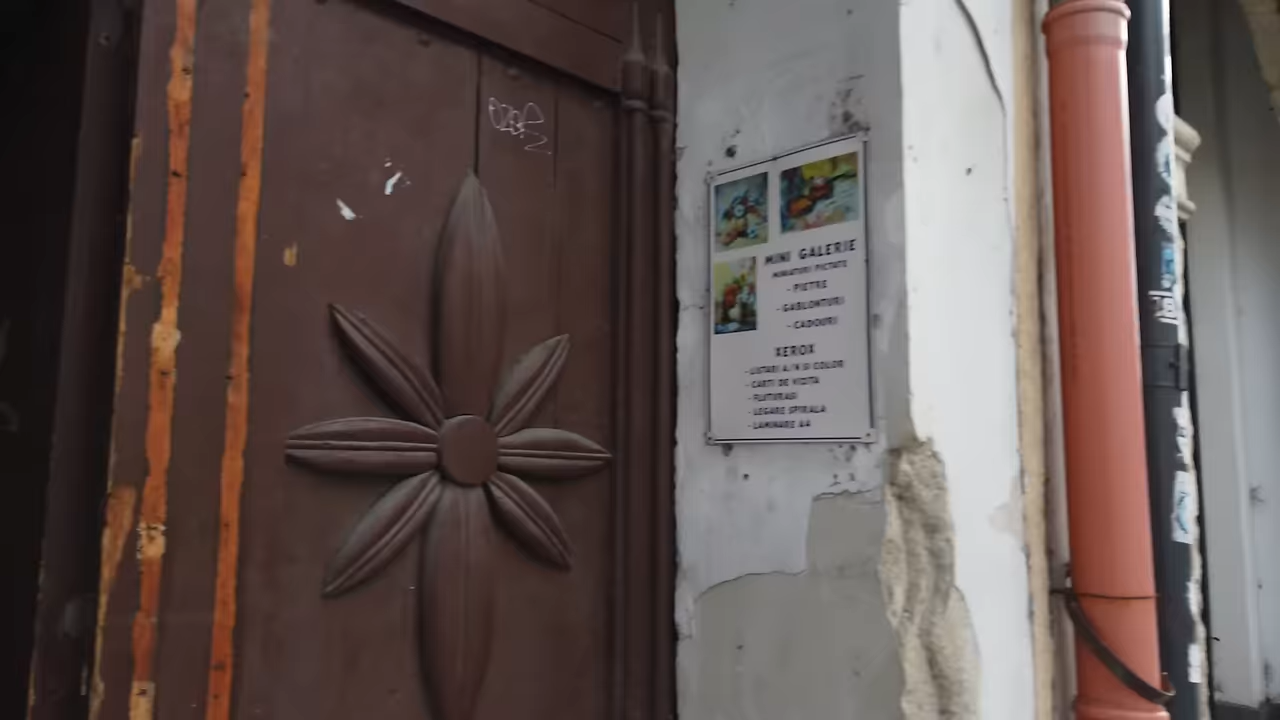 MINI GALERIE
MINIATURI PICTATE
- PIETRE
- GABLONTURI
- CADOURI
XEROX
- LISTARI A/N SI COLOR
- CARTI DE VIZITA
- FLUTURASI
- LEGARE SPIRALA
- LAMINARE A4